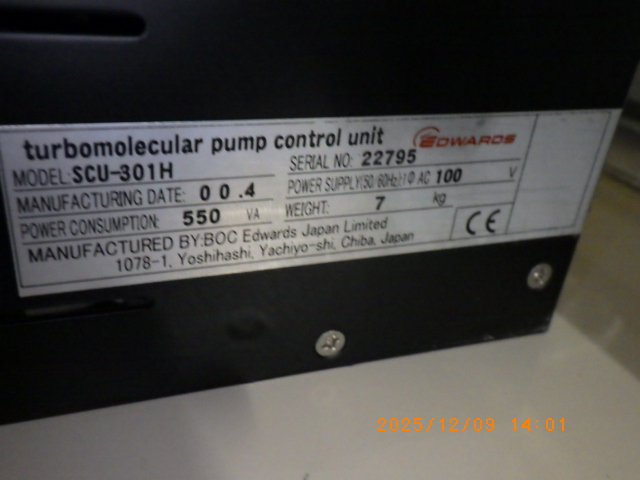 turbomolecular pump control unit EDWARDS
MODEL: SCU-301H SERIAL NO: 22795
MANUFACTURING DATE: 0 0 .4 POWER SUPPLY(50/60Hz):1Φ AC 100 V
POWER CONSUMPTION: 550 VA WEIGHT: 7 kg
CE
MANUFACTURED BY:BOC Edwards Japan Limited
1078-1, Yoshihashi, Yachiyo-shi, Chiba, Japan
2025/12/09 14:01